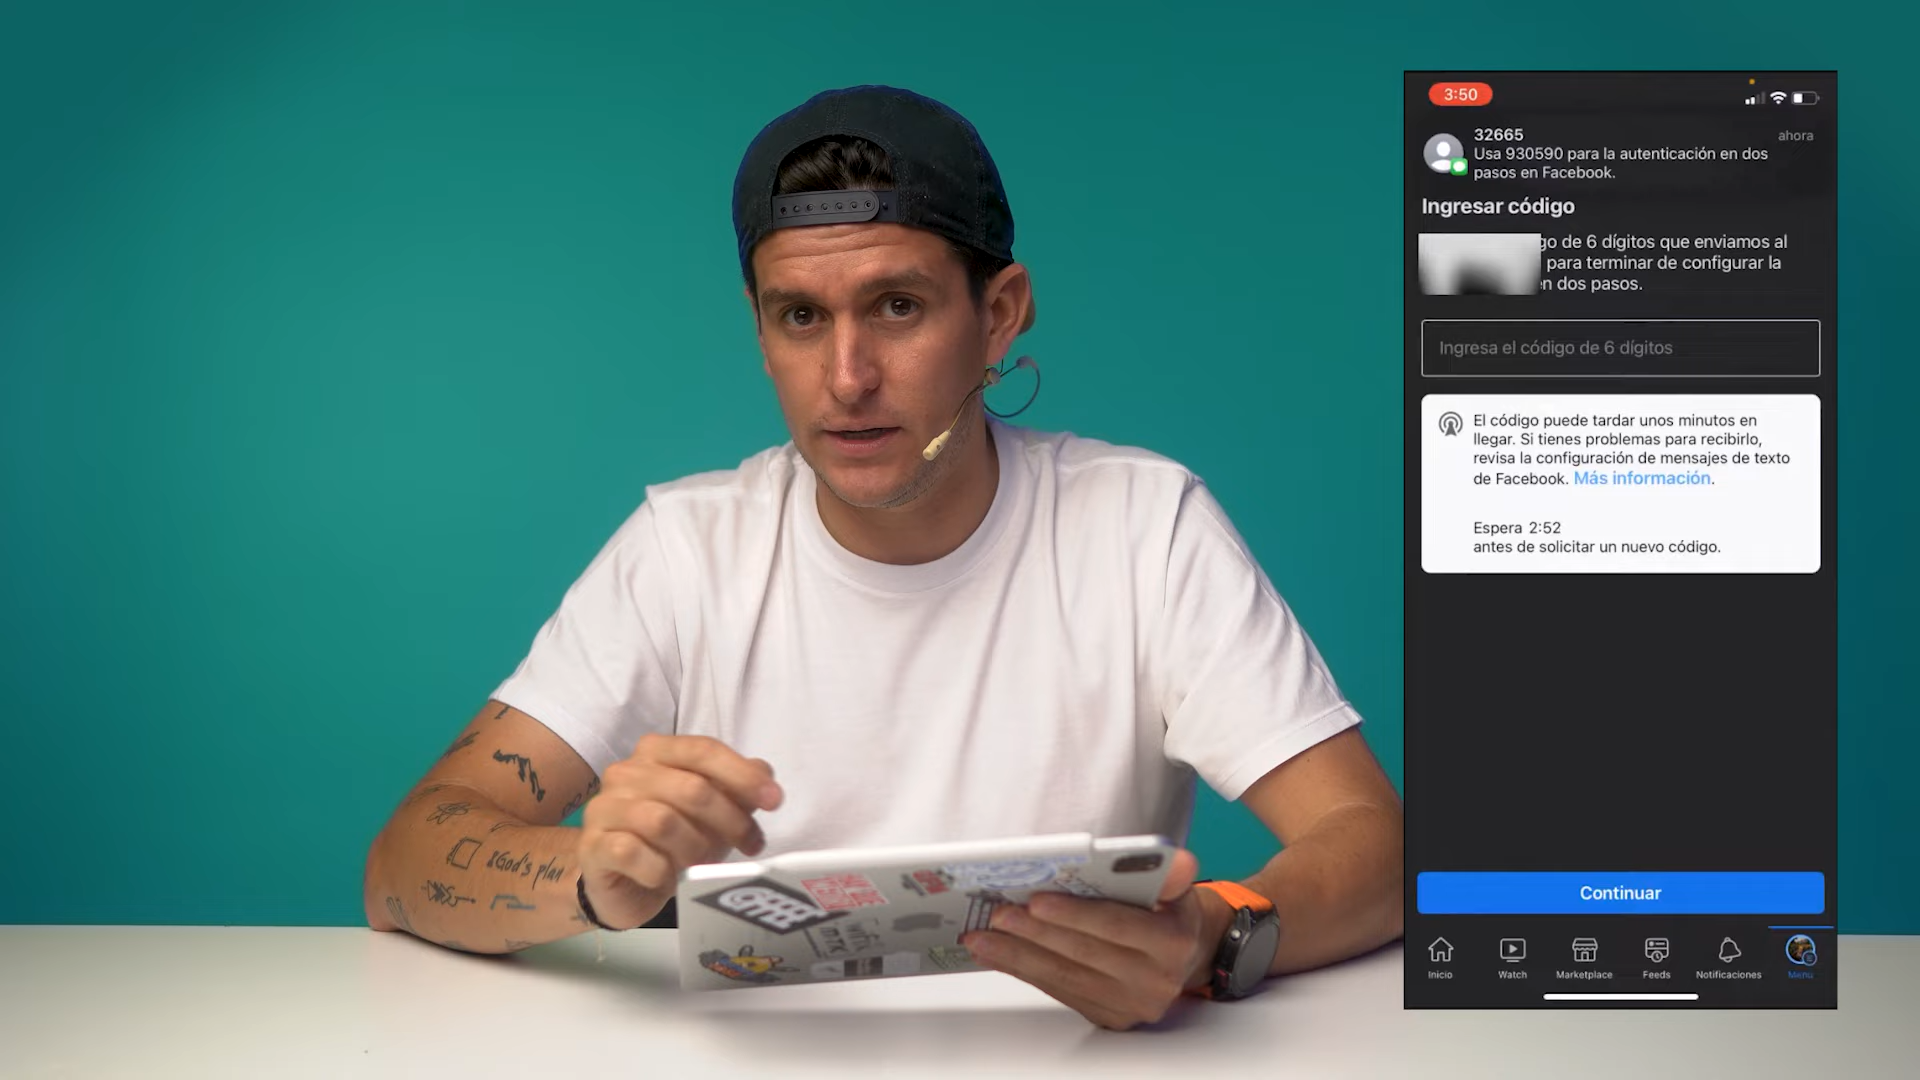 3:50
32665
ahora
Usa 930590 para la autenticación en dos
pasos en Facebook.
Ingresar código
go de 6 dígitos que enviamos al
para terminar de configurar la
en dos pasos.
Ingresa el código de 6 dígitos
El código puede tardar unos minutos en
llegar. Si tienes problemas para recibirlo,
revisa la configuración de mensajes de texto
de Facebook. Más información.
Espera 2:52
antes de solicitar un nuevo código.
Continuar
Inicio
Watch
Marketplace
Feeds
Notificaciones
Menú
God's plan